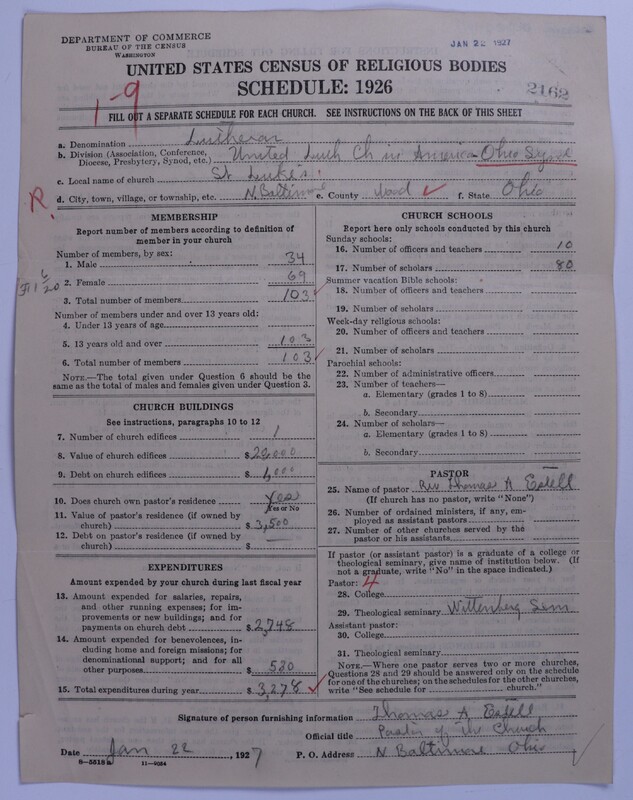 DEPARTMENT OF COMMERCE
BUREAU OF THE CENSUS
WASHINGTON
JAN 22 1927
UNITED STATES CENSUS OF RELIGIOUS BODIES
SCHEDULE: 1926
2162
1-9
FILL OUT A SEPARATE SCHEDULE FOR EACH CHURCH. SEE INSTRUCTIONS ON THE BACK OF THIS SHEET
a. Denomination Lutheran
b. Division (Association, Conference, Diocese, Presbytery, Synod, etc.) United Luth Ch in America Ohio Synod
c. Local name of church St Lukes
d. City, town, village, or township, etc. N. Baltimore e. County Wood f. State Ohio
R.
MEMBERSHIP
Report number of members according to definition of
member in your church
Number of members, by sex:
1. Male 34
2. Female 69
3. Total number of members 103
Number of members under and over 13 years old:
4. Under 13 years of age
5. 13 years old and over 103
6. Total number of members 103
NOTE.—The total given under Question 6 should be
same as the total of males and females given under Question 3.
CHURCH BUILDINGS
See instructions, paragraphs 10 to 12
7. Number of church edifices 1
8. Value of church edifices $20,000
9. Debt on church edifices $1,000
10. Does church own pastor's residence Yes
Yes or No
11. Value of pastor's residence (if owned by
church) $3,500
12. Debt on pastor's residence (if owned by
church) $
EXPENDITURES
Amount expended by your church during last fiscal year
13. Amount expended for salaries, repairs,
and other running expenses; for im-
provements or new buildings; and for
payments on church debt $2,748
14. Amount expended for benevolences, in-
cluding home and foreign missions; for
denominational support; and for all
other purposes $530
15. Total expenditures during year $3,278
CHURCH SCHOOLS
Report here only schools conducted by this church
Sunday schools:
16. Number of officers and teachers 10
17. Number of scholars 80
Summer vacation Bible schools:
18. Number of officers and teachers
19. Number of scholars
Week-day religious schools:
20. Number of officers and teachers
21. Number of scholars
Parochial schools:
22. Number of administrative officers
23. Number of teachers—
a. Elementary (grades 1 to 8)
b. Secondary
24. Number of scholars—
a. Elementary (grades 1 to 8)
b. Secondary
PASTOR
25. Name of pastor Rev Thomas A Estell
(If church has no pastor, write "None")
26. Number of ordained ministers, if any, em-
ployed as assistant pastors
27. Number of other churches served by the
pastor or his assistants
If pastor (or assistant pastor) is a graduate of a college or
theological seminary, give name of institution below. (If
not a graduate, write "No" in the space indicated.)
Pastor: 4
28. College
29. Theological seminary Wittenberg Sem
Assistant pastor:
30. College
31. Theological seminary
NOTE.—Where one pastor serves two or more churches,
Questions 28 and 29 should be answered only on the schedule
for one of the churches; on the schedules for the other churches,
write "See schedule for church."
Signature of person furnishing information Thomas A Estell
Official title Pastor of the Church
Date Jan 22, 1927 P. O. Address N Baltimore Ohio
8-5518a 11-9034